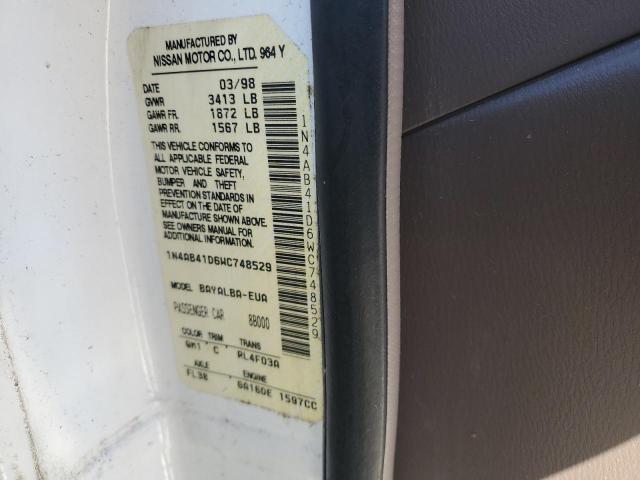 MANUFACTURED BY
NISSAN MOTOR CO., LTD. 964 Y
DATE 03/98
GVWR 3413 LB
GAWR FR. 1872 LB
GAWR RR. 1567 LB
THIS VEHICLE CONFORMS TO
ALL APPLICABLE FEDERAL
MOTOR VEHICLE SAFETY,
BUMPER AND THEFT
PREVENTION STANDARDS IN
EFFECT ON THE DATE OF
MANUFACTURE SHOWN ABOVE.
SEE OWNERS MANUAL FOR
ADDITIONAL INFORMATION
1N4AB41D6WC748529
BAYALBA-EUA
PASSENGER CAR 8B000
COLOR TRIM TRANS
QM1 C RL4F03A
AXLE ENGINE
FL38 GA16DE 1597CC
1N4AB41D6WC748529